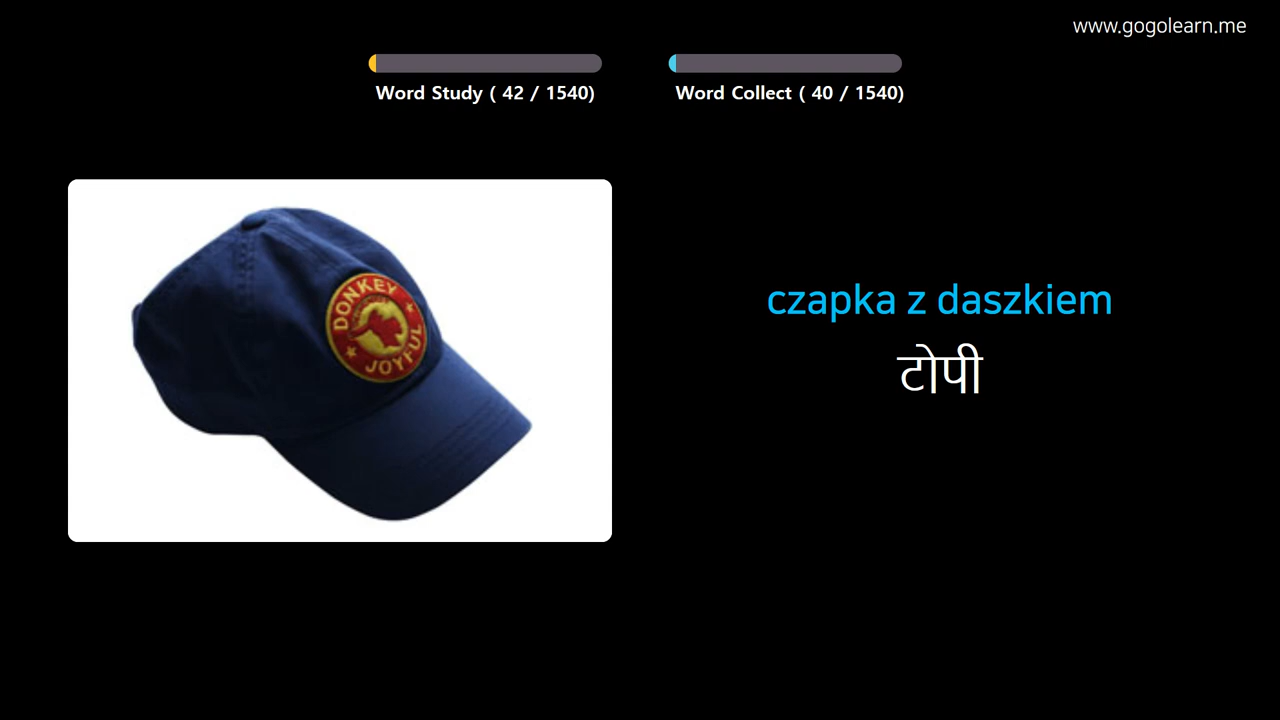 www.gogolearn.me
Word Study ( 42 / 1540)
Word Collect ( 40 / 1540)
DONKEY
JOYFUL
czapka z daszkiem
टोपी